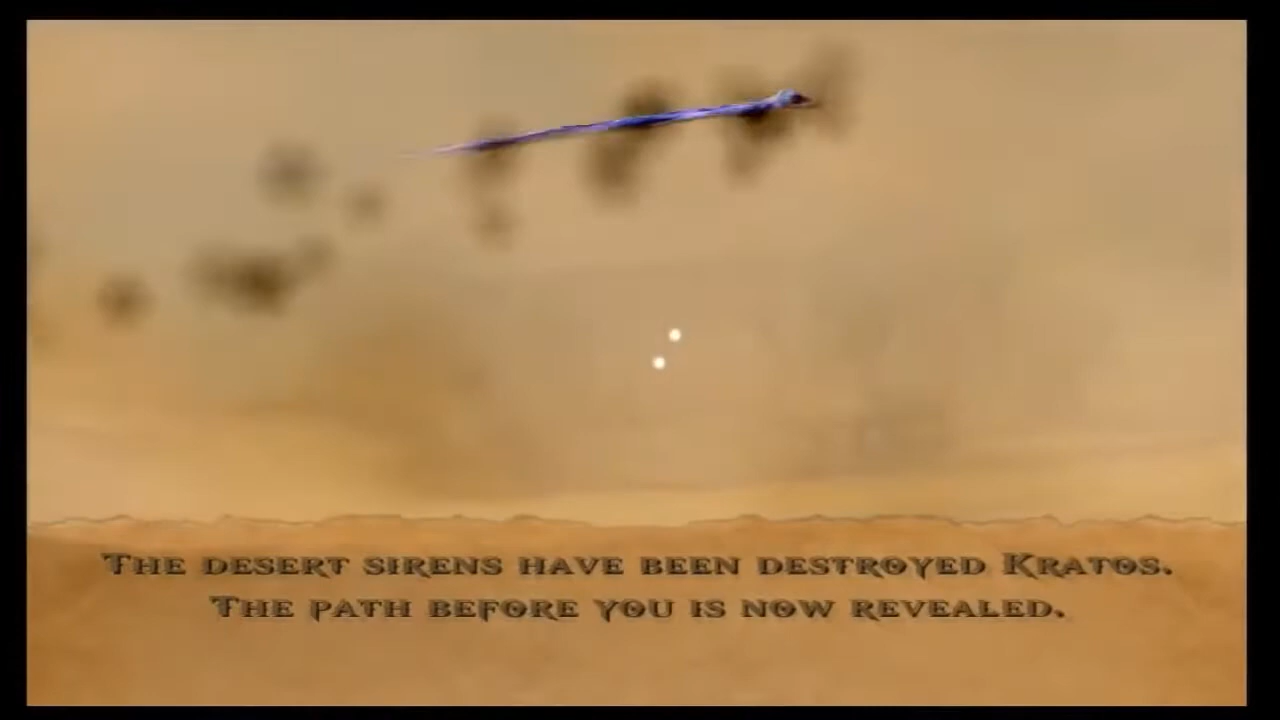 The desert sirens have been destroyed Kratos.
The path before you is now revealed.